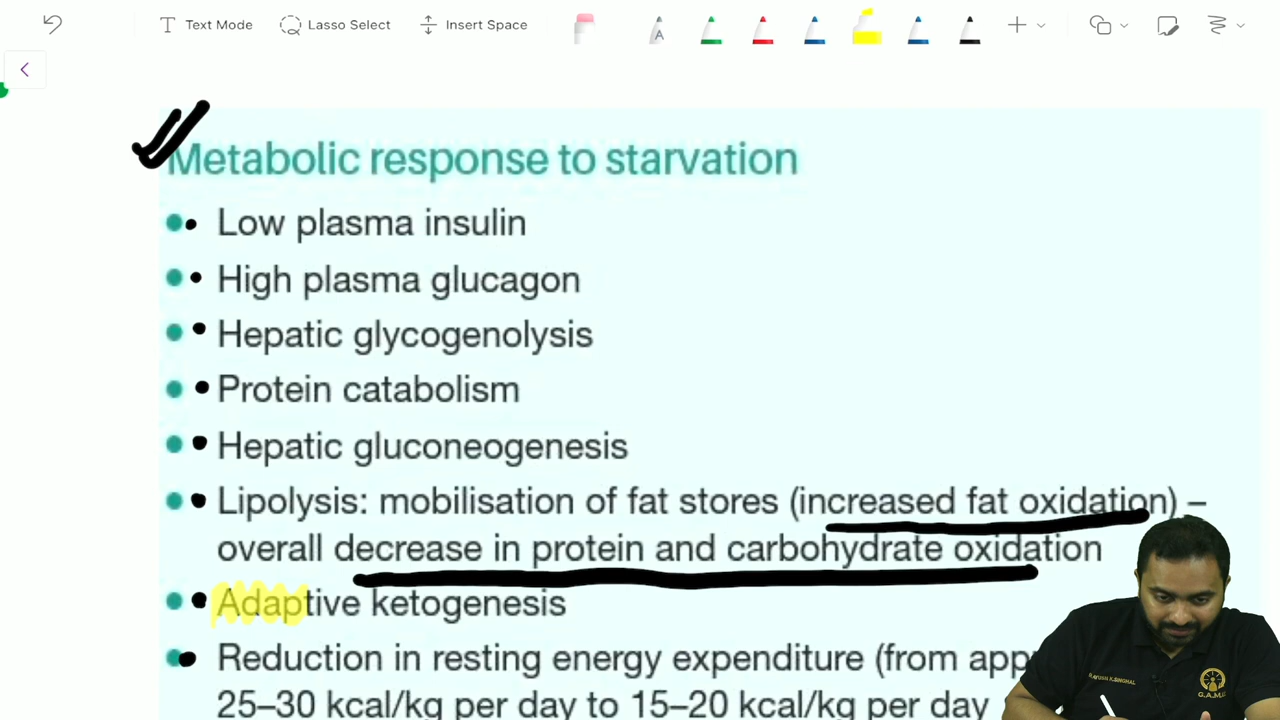 Text Mode
Lasso Select
Insert Space
A
Metabolic response to starvation
Low plasma insulin
High plasma glucagon
Hepatic glycogenolysis
Protein catabolism
Hepatic gluconeogenesis
Lipolysis: mobilisation of fat stores (increased fat oxidation) –
overall decrease in protein and carbohydrate oxidation
Adaptive ketogenesis
Reduction in resting energy expenditure (from
25–30 kcal/kg per day to 15–20 kcal/kg per day